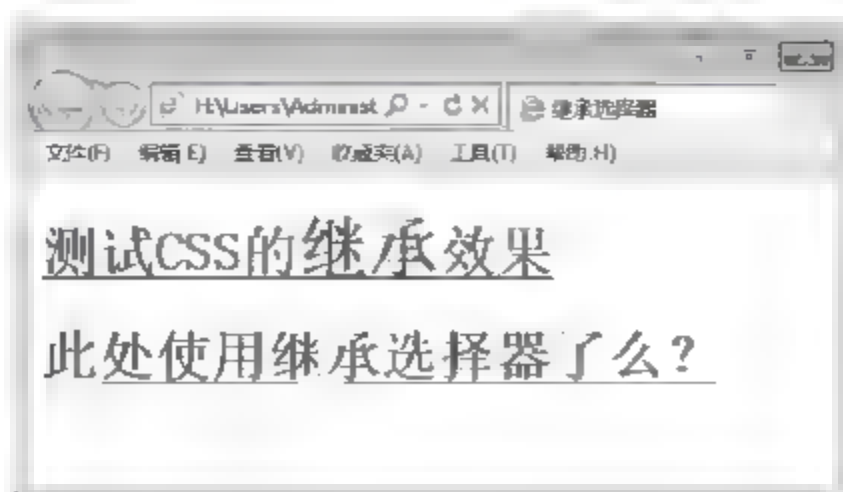 H:\Users\Administ 继承选择器
文件(F) 编辑(E) 查看(V) 收藏夹(A) 工具(T) 帮助(H)
测试CSS的继承效果
此处使用继承选择器了么？